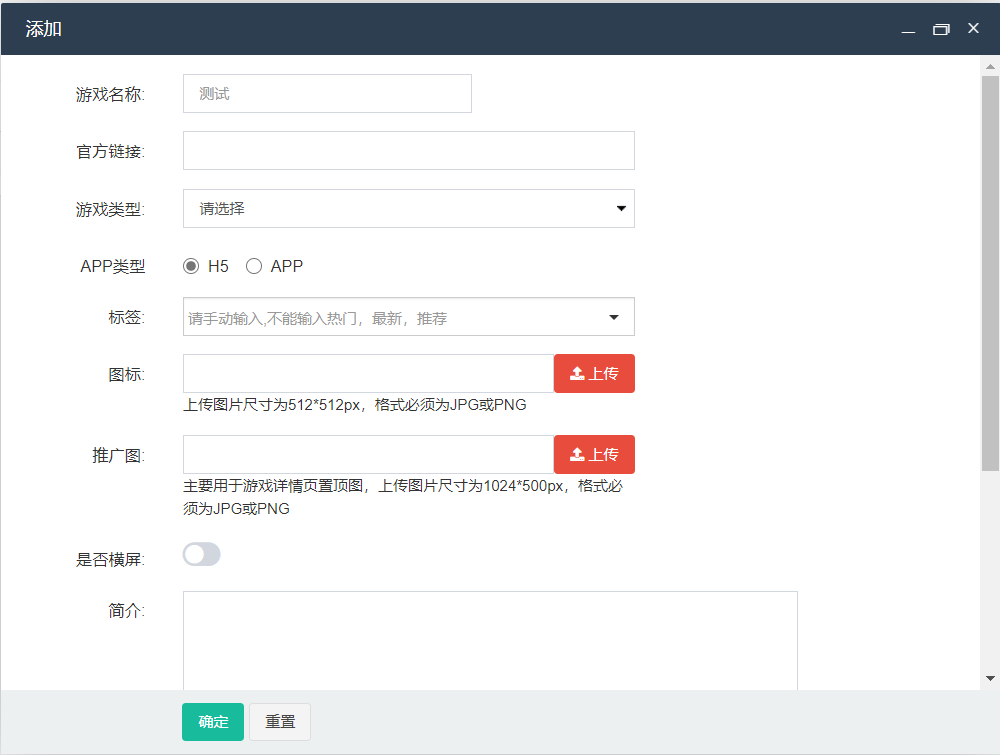 添加
游戏名称: 测试
官方链接:
游戏类型: 请选择
APP类型 H5 APP
标签: 请手动输入,不能输入热门，最新，推荐
图标: 上传
上传图片尺寸为512*512px，格式必须为JPG或PNG
推广图: 上传
主要用于游戏详情页置顶图，上传图片尺寸为1024*500px，格式必
须为JPG或PNG
是否横屏:
简介:
确定 重置